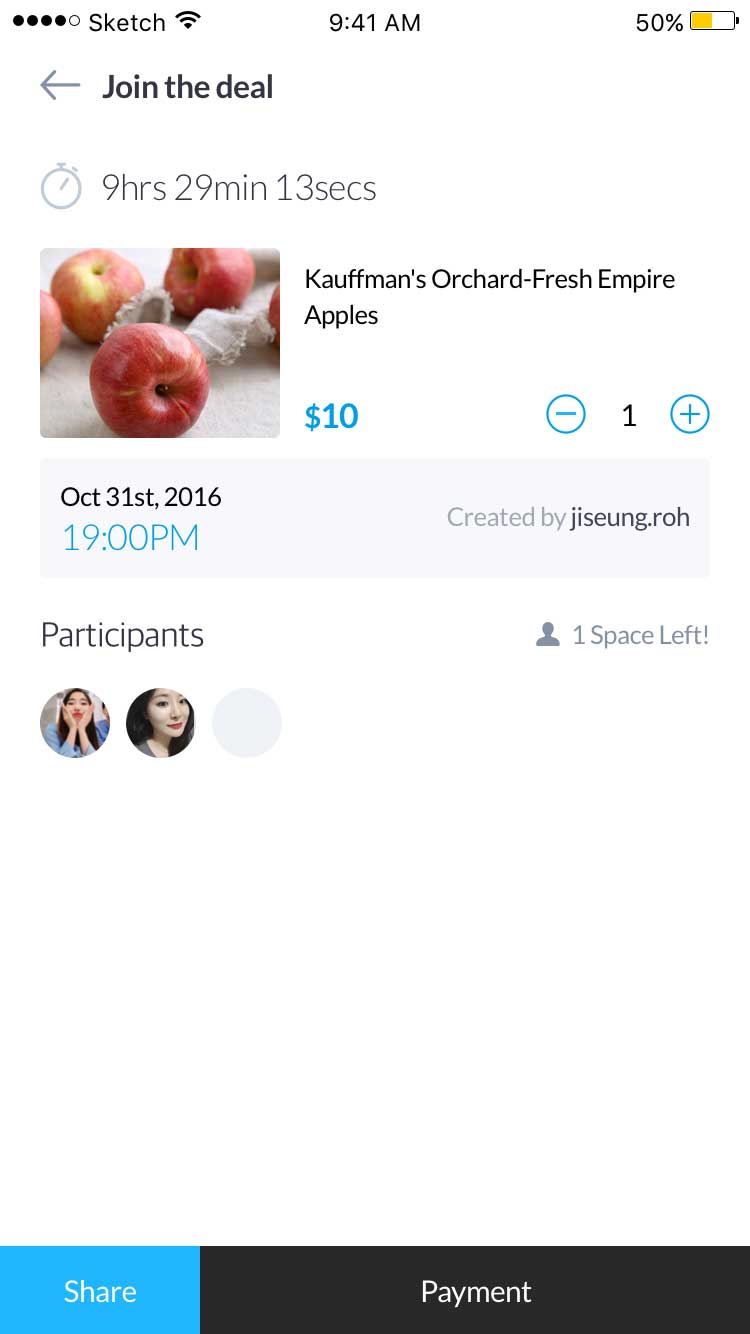 Sketch 9:41 AM 50%
Join the deal
9hrs 29min 13secs
Kauffman's Orchard-Fresh Empire
Apples
$10 1
Oct 31st, 2016
19:00PM
Created by jiseung.roh
Participants 1 Space Left!
Share Payment